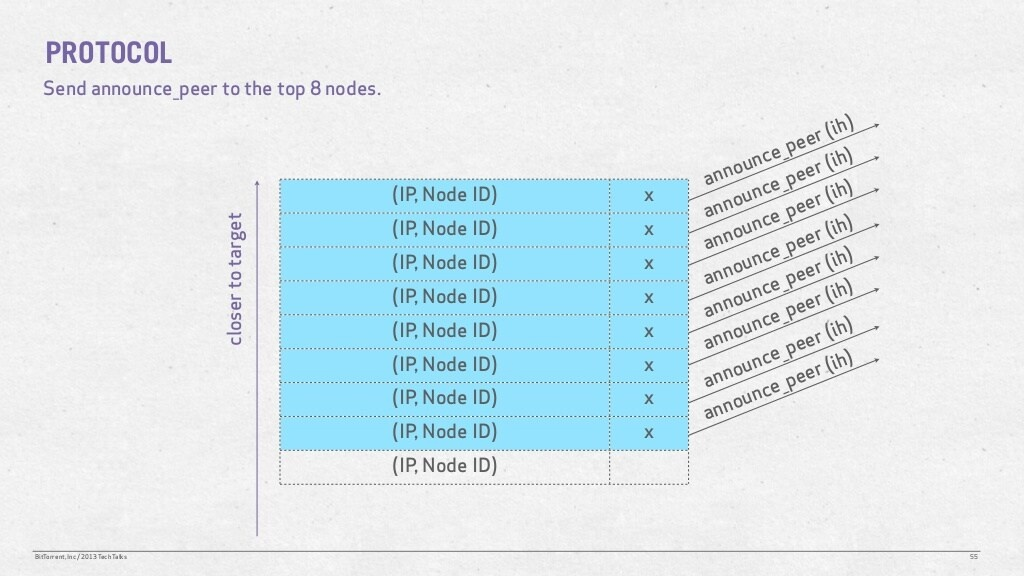 PROTOCOL
Send announce_peer to the top 8 nodes.
closer to target
(IP, Node ID) x announce_peer (ih)
(IP, Node ID) x announce_peer (ih)
(IP, Node ID) x announce_peer (ih)
(IP, Node ID) x announce_peer (ih)
(IP, Node ID) x announce_peer (ih)
(IP, Node ID) x announce_peer (ih)
(IP, Node ID) x announce_peer (ih)
(IP, Node ID) x announce_peer (ih)
(IP, Node ID)
BitTorrent, Inc / 2013 Tech Talks
55